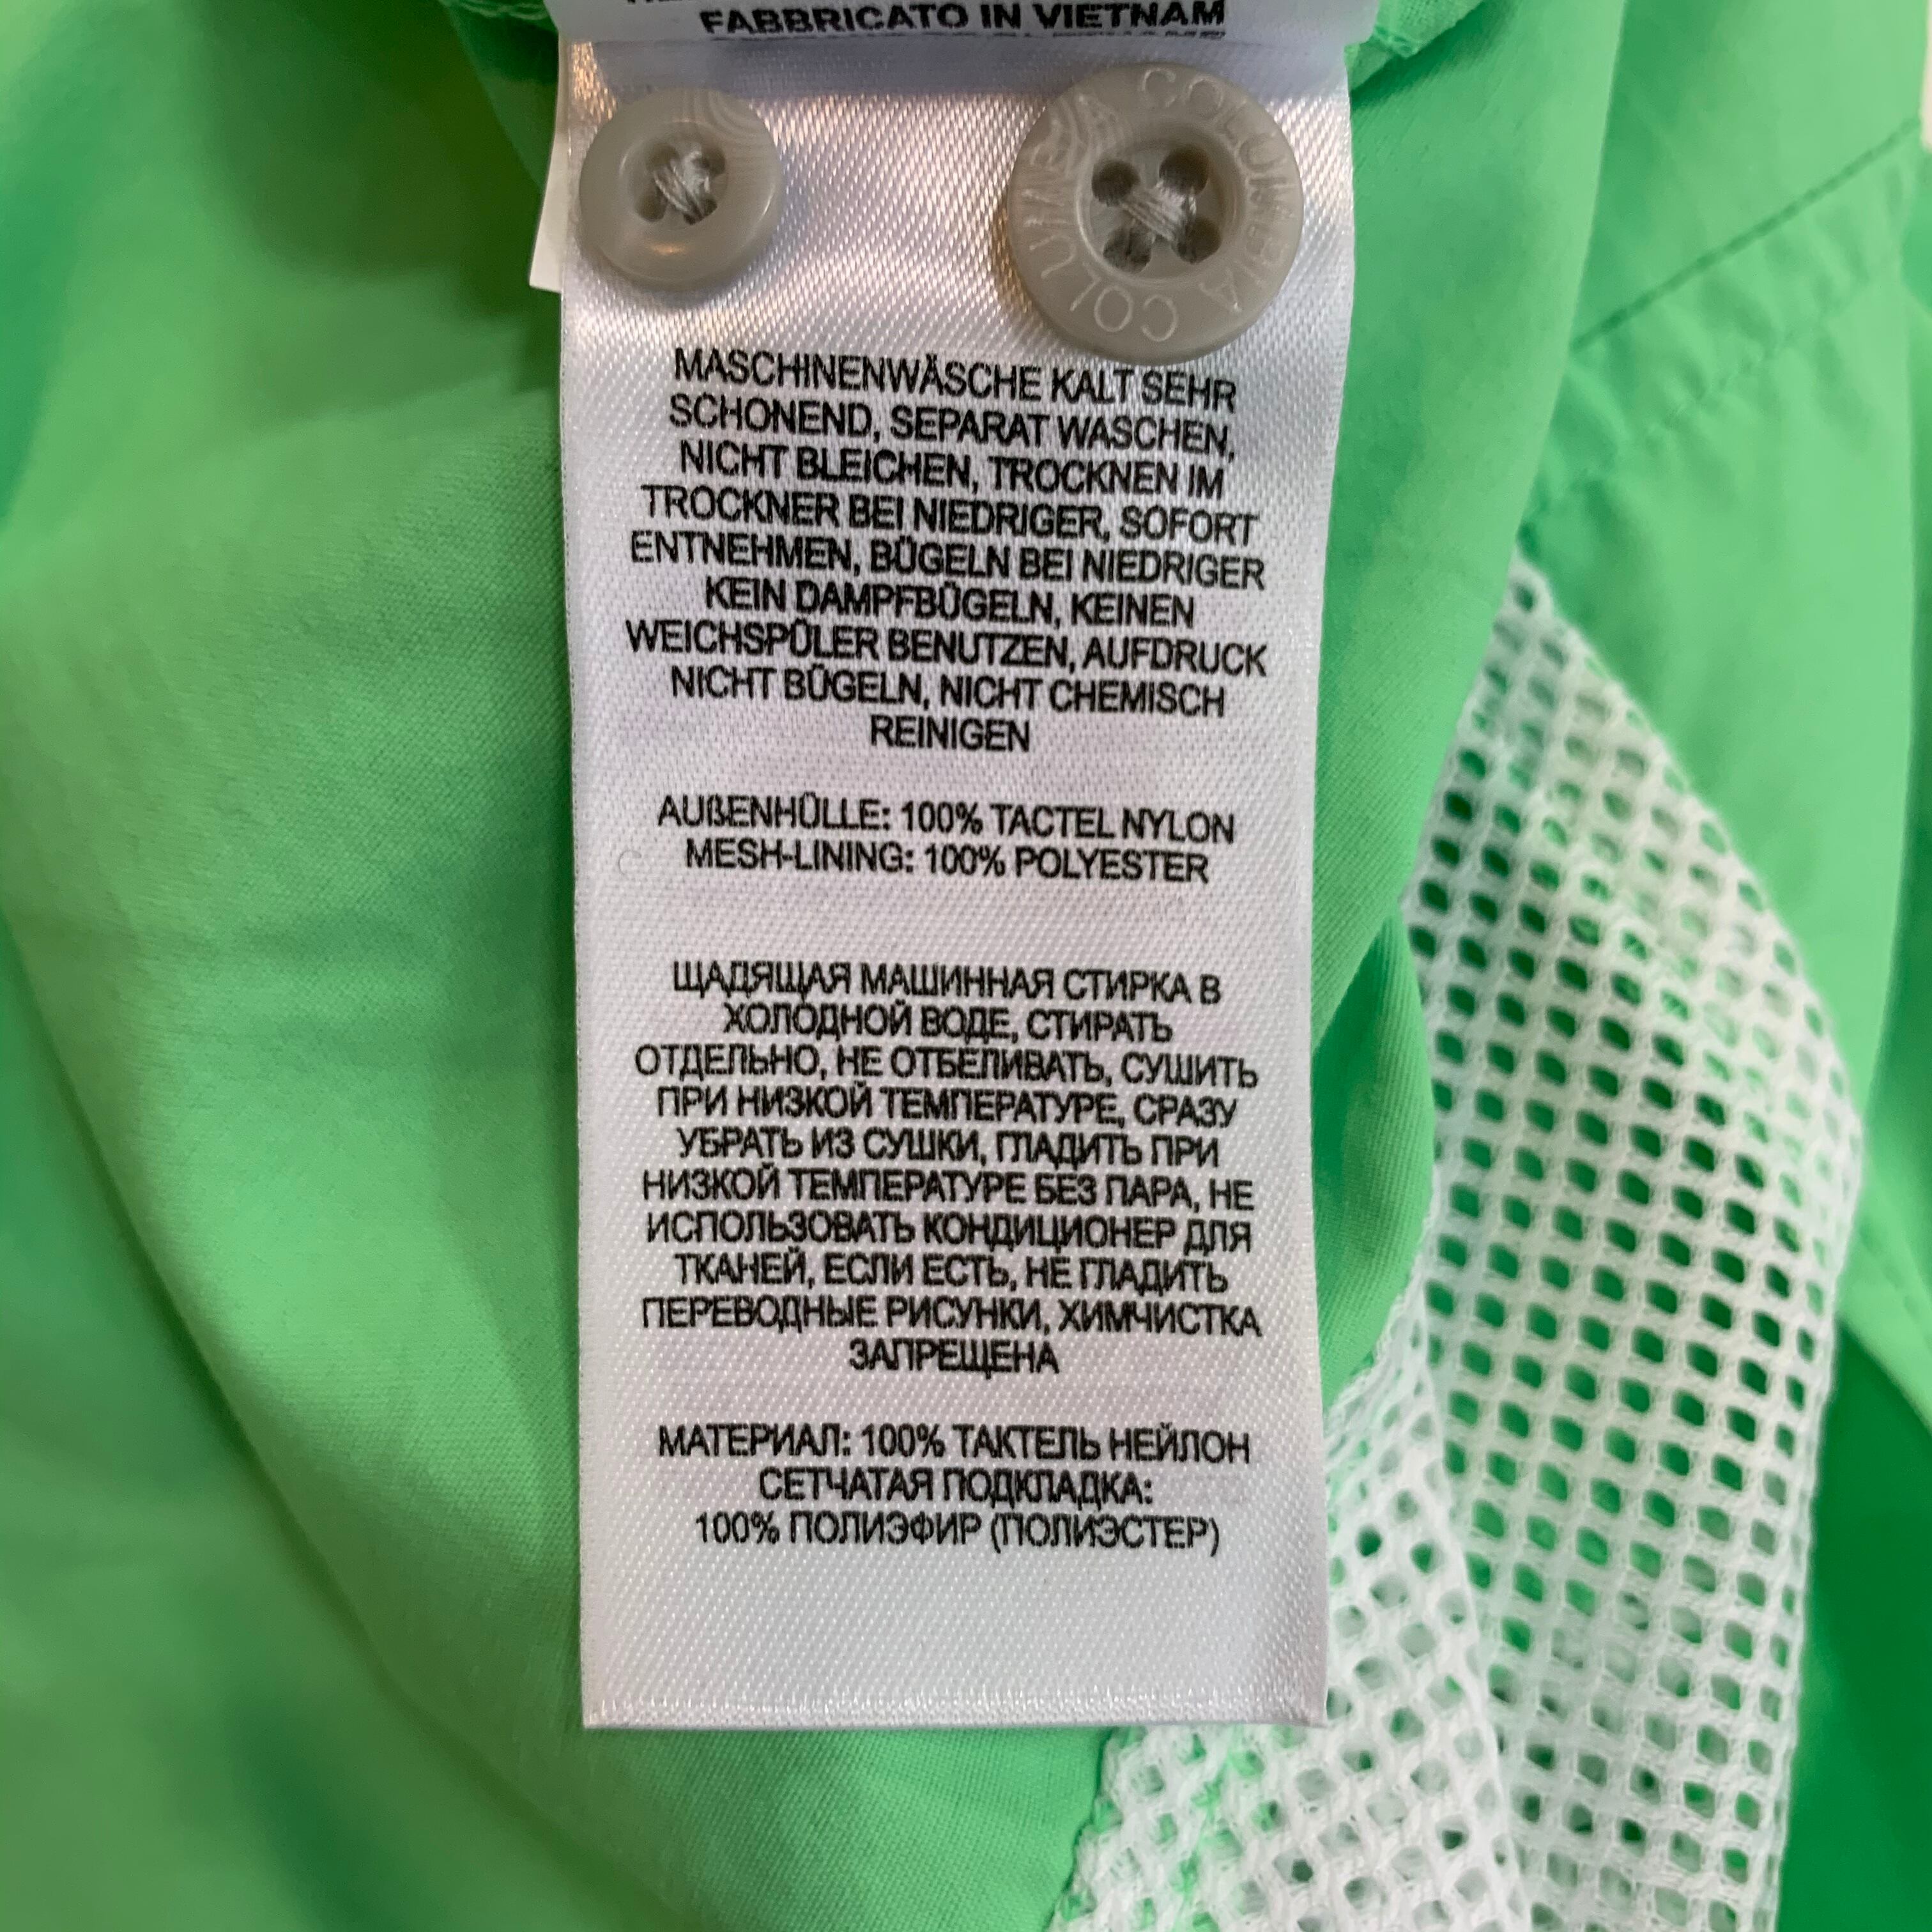 FABBRICATO IN VIETNAM
COLUMBIA COLUMBIA
MASCHINENWÄSCHE KALT SEHR
SCHONEND, SEPARAT WASCHEN,
NICHT BLEICHEN, TROCKNEN IM
TROCKNER BEI NIEDRIGER, SOFORT
ENTNEHMEN, BÜGELN BEI NIEDRIGER
KEIN DAMPFBÜGELN, KEINEN
WEICHSPÜLER BENUTZEN, AUFDRUCK
NICHT BÜGELN, NICHT CHEMISCH
REINIGEN
AUßENHÜLLE: 100% TACTEL NYLON
MESH-LINING: 100% POLYESTER
ЩАДЯЩАЯ МАШИННАЯ СТИРКА В
ХОЛОДНОЙ ВОДЕ, СТИРАТЬ
ОТДЕЛЬНО, НЕ ОТБЕЛИВАТЬ, СУШИТЬ
ПРИ НИЗКОЙ ТЕМПЕРАТУРЕ, СРАЗУ
УБРАТЬ ИЗ СУШКИ, ГЛАДИТЬ ПРИ
НИЗКОЙ ТЕМПЕРАТУРЕ БЕЗ ПАРА, НЕ
ИСПОЛЬЗОВАТЬ КОНДИЦИОНЕР ДЛЯ
ТКАНЕЙ, ЕСЛИ ЕСТЬ, НЕ ГЛАДИТЬ
ПЕРЕВОДНЫЕ РИСУНКИ, ХИМЧИСТКА
ЗАПРЕЩЕНА
МАТЕРИАЛ: 100% ТАКТЕЛЬ НЕЙЛОН
СЕТЧАТАЯ ПОДКЛАДКА:
100% ПОЛИЭФИР (ПОЛИЭСТЕР)